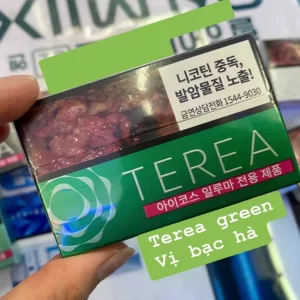 니코틴 중독,
발암물질 노출!
금연상담전화 1544-9030
TEREA
아이코스 일루마 전용 제품
Terea green
Vị bạc hà